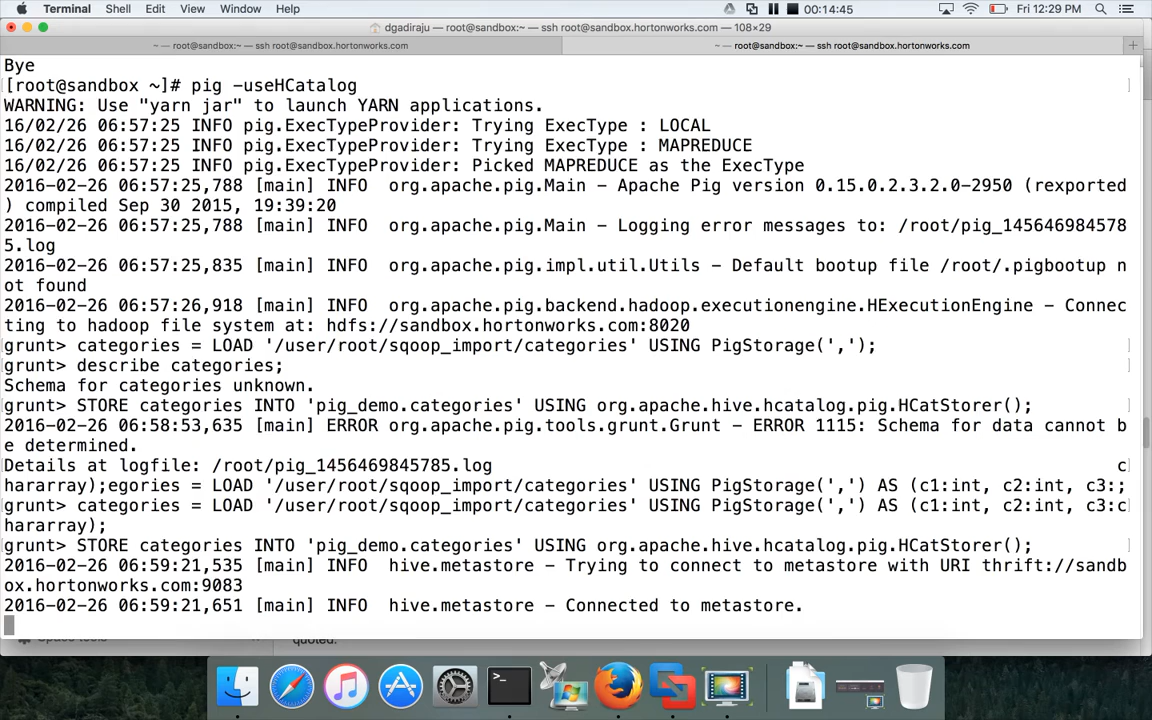 Terminal Shell Edit View Window Help 00:14:45 Fri 12:29 PM
dgadiraju — root@sandbox:~ — ssh root@sandbox.hortonworks.com — 108×29
~ — root@sandbox:~ — ssh root@sandbox.hortonworks.com
~ — root@sandbox:~ — ssh root@sandbox.hortonworks.com
Bye
[root@sandbox ~]# pig -useHCatalog ]
WARNING: Use "yarn jar" to launch YARN applications.
16/02/26 06:57:25 INFO pig.ExecTypeProvider: Trying ExecType : LOCAL
16/02/26 06:57:25 INFO pig.ExecTypeProvider: Trying ExecType : MAPREDUCE
16/02/26 06:57:25 INFO pig.ExecTypeProvider: Picked MAPREDUCE as the ExecType
2016-02-26 06:57:25,788 [main] INFO  org.apache.pig.Main - Apache Pig version 0.15.0.2.3.2.0-2950 (rexported
) compiled Sep 30 2015, 19:39:20
2016-02-26 06:57:25,788 [main] INFO  org.apache.pig.Main - Logging error messages to: /root/pig_145646984578
5.log
2016-02-26 06:57:25,835 [main] INFO  org.apache.pig.impl.util.Utils - Default bootup file /root/.pigbootup n
ot found
2016-02-26 06:57:26,918 [main] INFO  org.apache.pig.backend.hadoop.executionengine.HExecutionEngine - Connec
ting to hadoop file system at: hdfs://sandbox.hortonworks.com:8020
grunt> categories = LOAD '/user/root/sqoop_import/categories' USING PigStorage(','); ]
grunt> describe categories; ]
Schema for categories unknown.
grunt> STORE categories INTO 'pig_demo.categories' USING org.apache.hive.hcatalog.pig.HCatStorer(); ]
2016-02-26 06:58:53,635 [main] ERROR org.apache.pig.tools.grunt.Grunt - ERROR 1115: Schema for data cannot b
e determined.
Details at logfile: /root/pig_1456469845785.log c
hararray);egories = LOAD '/user/root/sqoop_import/categories' USING PigStorage(',') AS (c1:int, c2:int, c3:;
grunt> categories = LOAD '/user/root/sqoop_import/categories' USING PigStorage(',') AS (c1:int, c2:int, c3:c
hararray);
grunt> STORE categories INTO 'pig_demo.categories' USING org.apache.hive.hcatalog.pig.HCatStorer(); ]
2016-02-26 06:59:21,535 [main] INFO  hive.metastore - Trying to connect to metastore with URI thrift://sandb
ox.hortonworks.com:9083
2016-02-26 06:59:21,651 [main] INFO  hive.metastore - Connected to metastore.
quoted.